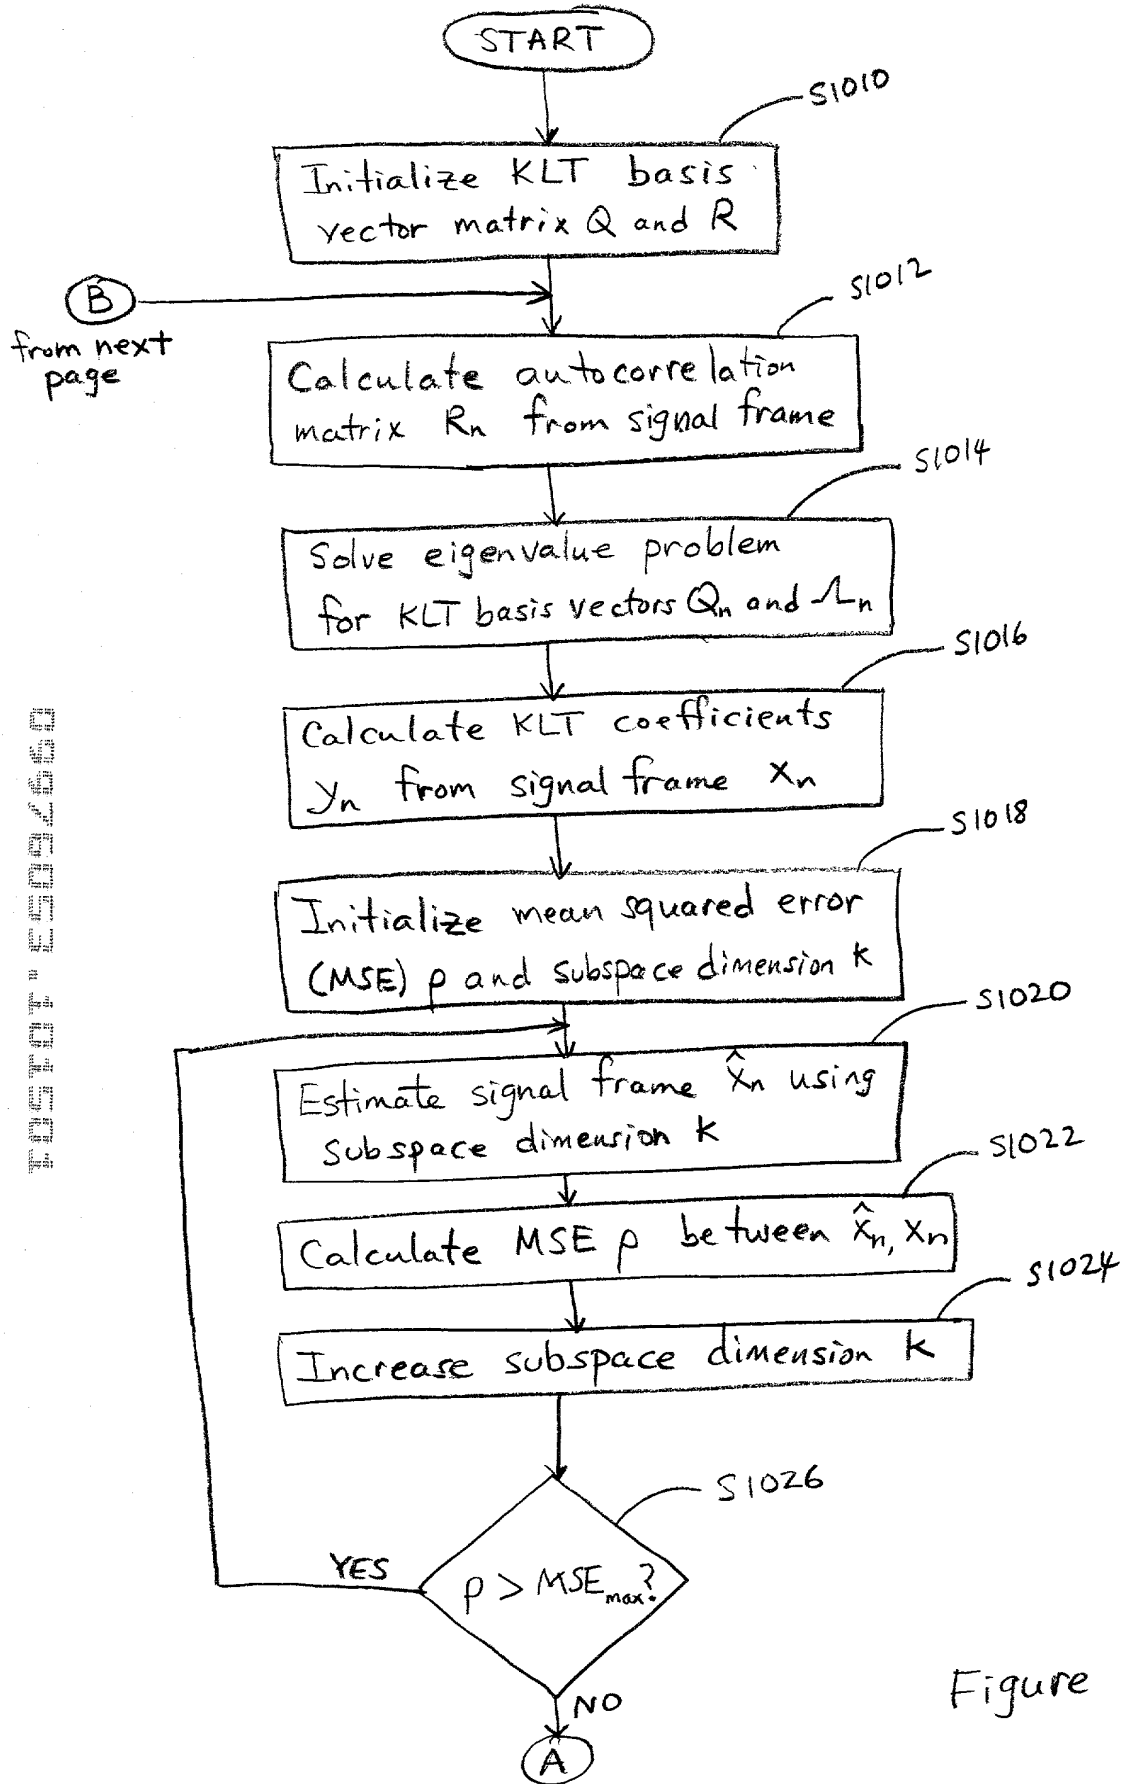 START
S1010
Initialize KLT basis
vector matrix Q and R
B
from next
page
S1012
Calculate autocorrelation
matrix Rn from signal frame
S1014
Solve eigenvalue problem
for KLT basis vectors Qn and Λn
S1016
Calculate KLT coefficients
yn from signal frame xn
S1018
Initialize mean squared error
(MSE) ρ and subspace dimension k
S1020
Estimate signal frame x̂n using
subspace dimension k
S1022
Calculate MSE ρ between x̂n, xn
S1024
Increase subspace dimension k
S1026
YES
ρ > MSEmax?
NO
A
Figure
09976053.101501